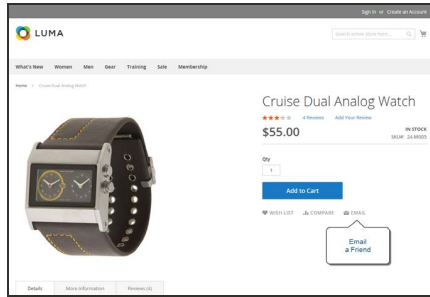 Sign In or Create an Account
LUMA
Search entire store here...
What's New Women Men Gear Training Sale Membership
Home > Cruise Dual Analog Watch
Cruise Dual Analog Watch
4 Reviews Add Your Review
$55.00
IN STOCK
SKU#: 24-MG05
Qty
1
Add to Cart
WISH LIST COMPARE EMAIL
Email
a Friend
Details More Information Reviews (4)